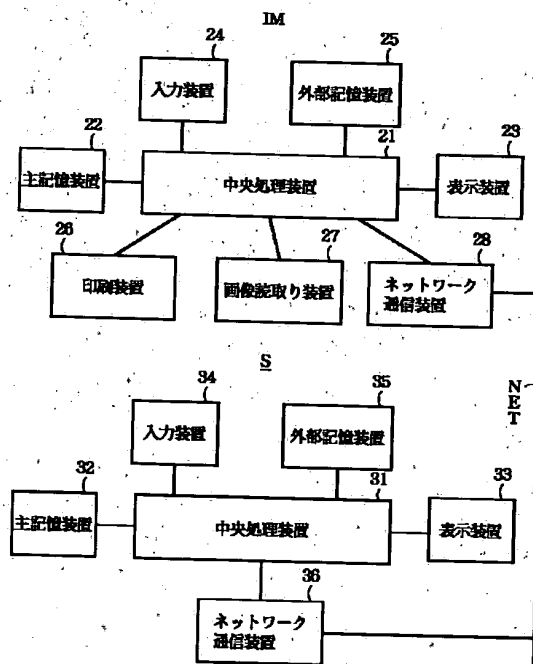 IM
24
25
入力装置
外部記憶装置
22
21
23
主記憶装置
中央処理装置
表示装置
26
27
28
印刷装置
画像読取り装置
ネットワーク
通信装置
S
NET
34
35
入力装置
外部記憶装置
32
31
33
主記憶装置
中央処理装置
表示装置
36
ネットワーク
通信装置